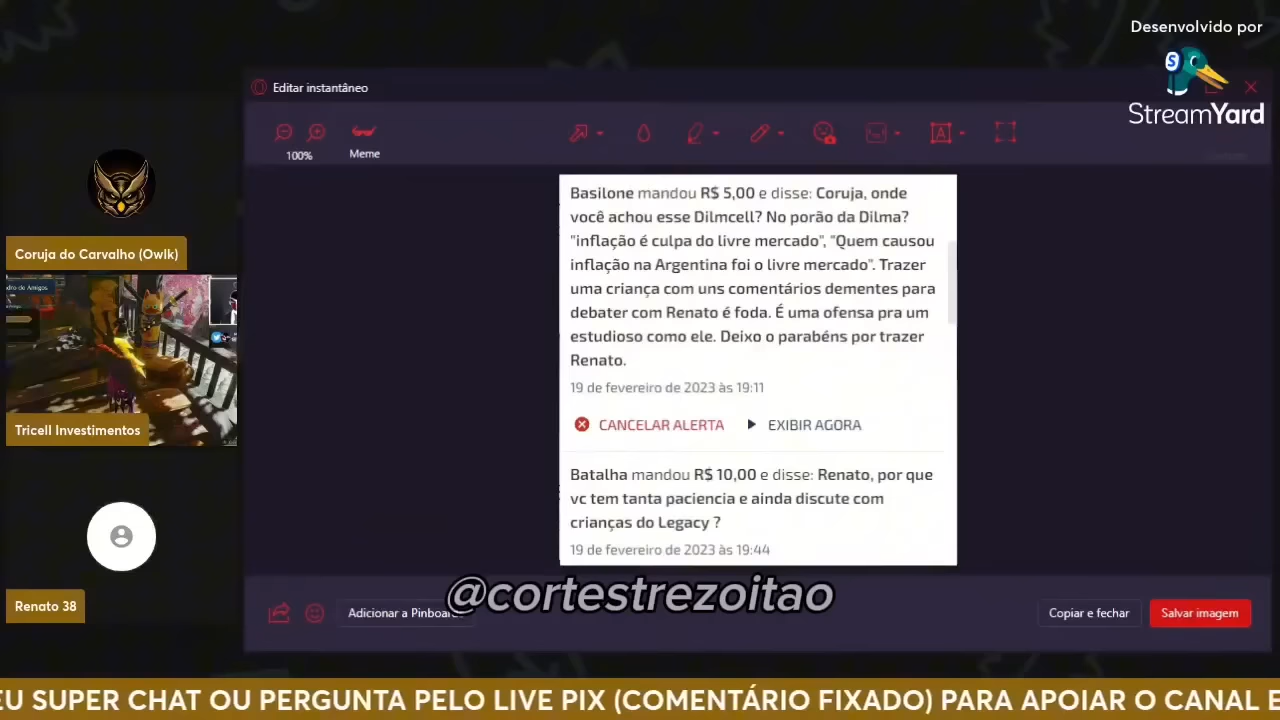 Desenvolvido por
StreamYard
Editar instantâneo
100%
Meme
Basilone mandou R$ 5,00 e disse: Coruja, onde
você achou esse Dilmcell? No porão da Dilma?
"inflação é culpa do livre mercado", "Quem causou
inflação na Argentina foi o livre mercado". Trazer
uma criança com uns comentários dementes para
debater com Renato é foda. É uma ofensa pra um
estudioso como ele. Deixo o parabéns por trazer
Renato.
19 de fevereiro de 2023 às 19:11
CANCELAR ALERTA
EXIBIR AGORA
Batalha mandou R$ 10,00 e disse: Renato, por que
vc tem tanta paciencia e ainda discute com
crianças do Legacy ?
19 de fevereiro de 2023 às 19:44
Coruja do Carvalho (Owlk)
dro de Amigos
Tricell Investimentos
Renato 38
@cortestrezoitao
Adicionar a Pinboard
Copiar e fechar
Salvar imagem
EU SUPER CHAT OU PERGUNTA PELO LIVE PIX (COMENTÁRIO FIXADO) PARA APOIAR O CANAL E